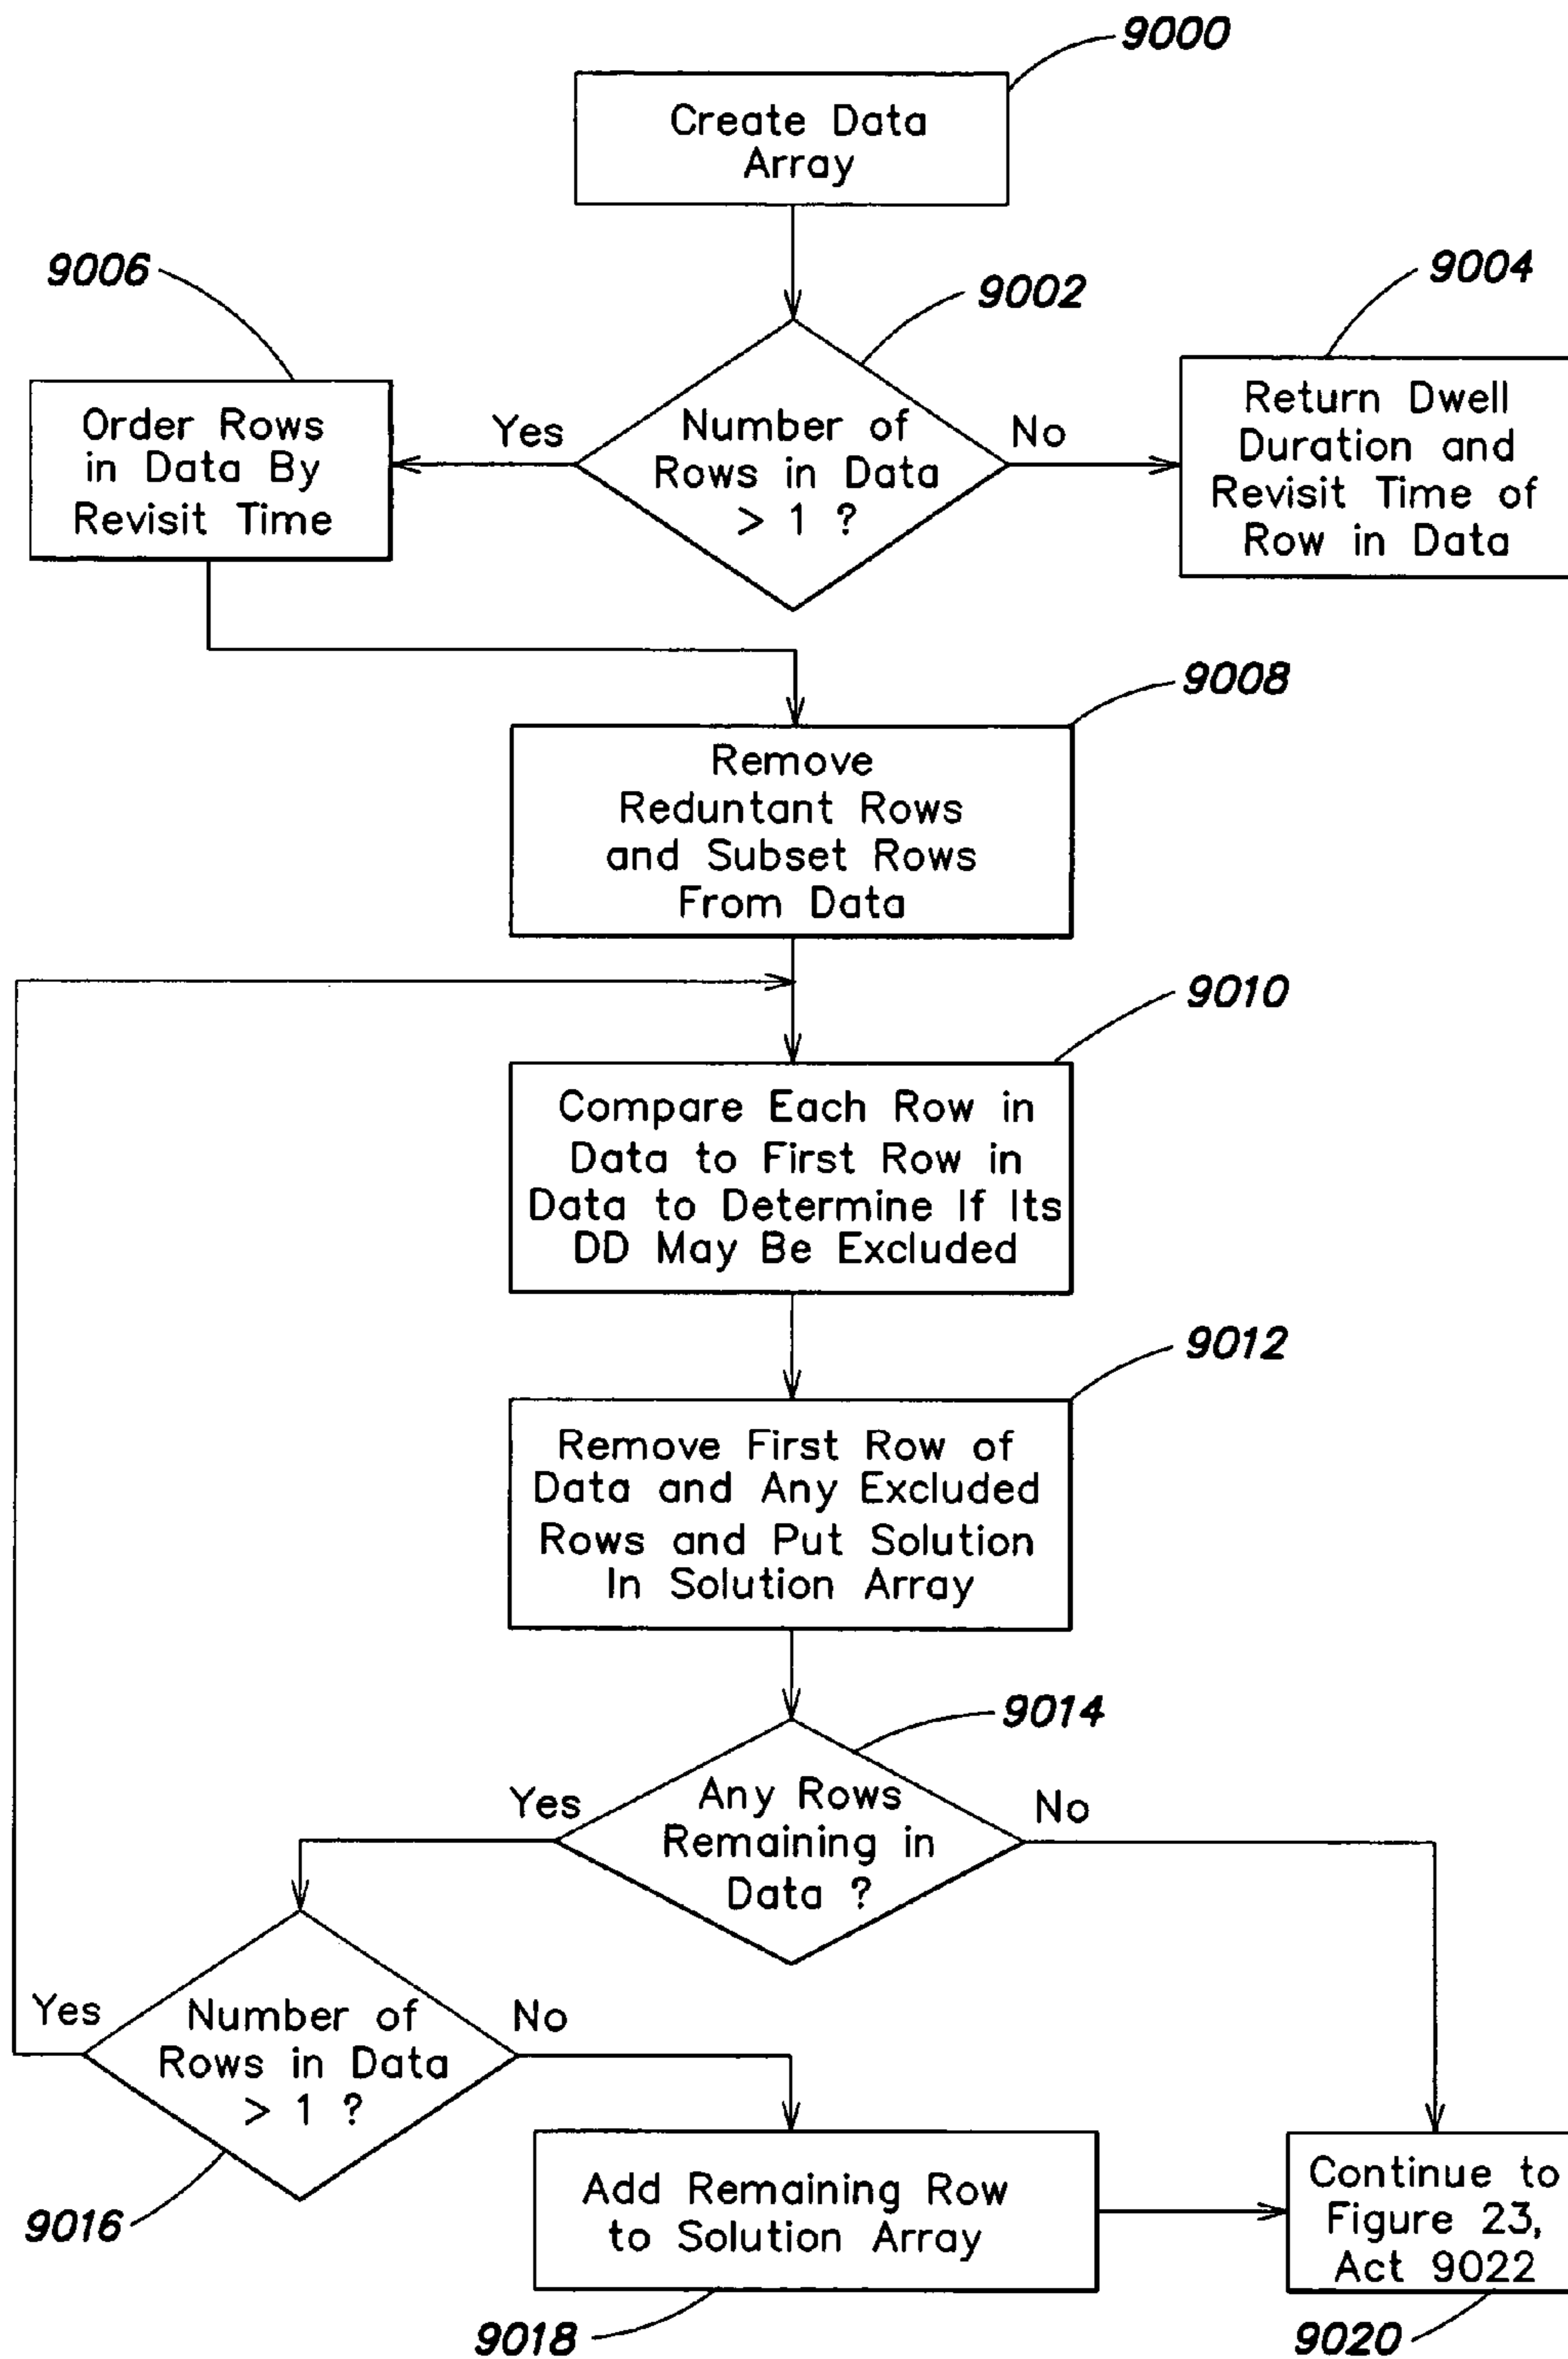 9000
Create Data
Array
9006
9002
9004
Order Rows
in Data By
Revisit Time
Yes
Number of
Rows in Data
> 1 ?
No
Return Dwell
Duration and
Revisit Time of
Row in Data
9008
Remove
Reduntant Rows
and Subset Rows
From Data
9010
Compare Each Row in
Data to First Row in
Data to Determine If Its
DD May Be Excluded
9012
Remove First Row of
Data and Any Excluded
Rows and Put Solution
In Solution Array
9014
Yes
Any Rows
Remaining in
Data ?
No
Yes
Number of
Rows in Data
> 1 ?
No
9016
Add Remaining Row
to Solution Array
9018
Continue to
Figure 23,
Act 9022
9020